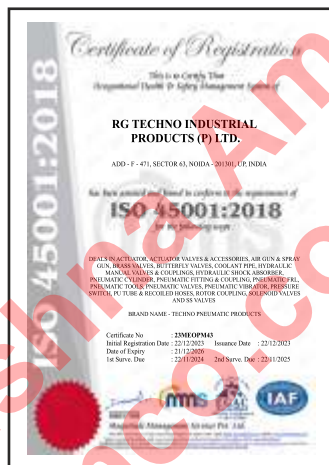 Certificate of Registration
This is to Certify That
Occupational Health & Safety Management System of
RG TECHNO INDUSTRIAL
PRODUCTS (P) LTD.
ADD - F - 471, SECTOR 63, NOIDA - 201301, UP, INDIA
has been assessed and found to conform to the requirements of
ISO 45001:2018
for the following scope :
DEALS IN ACTUATOR, ACTUATOR VALVES & ACCESSORIES, AIR GUN & SPRAY
GUN, BRASS VALVES, BUTTERFLY VALVES, COOLANT PIPE, HYDRAULIC
MANUAL VALVES & COUPLINGS, HYDRAULIC SHOCK ABSORBER,
PNEUMATIC CYLINDER, PNEUMATIC FITTING & COUPLING, PNEUMATIC FRL,
PNEUMATIC TOOLS, PNEUMATIC VALVES, PNEUMATIC VIBRATOR, PRESSURE
SWITCH, PU TUBE & RECOILED HOSES, ROTOR COUPLING, SOLENOID VALVES
AND SS VALVES
BRAND NAME - TECHNO PNEUMATIC PRODUCTS
Certificate No : 23MEOPM43
Initial Registration Date : 22/12/2023 Issuance Date : 22/12/2023
Date of Expiry : 21/12/2026
1st Surve. Due : 22/11/2024 2nd Surve. Due : 22/11/2025
ISO 45001:2018
mms
IAF
Management Services Pvt. Ltd.